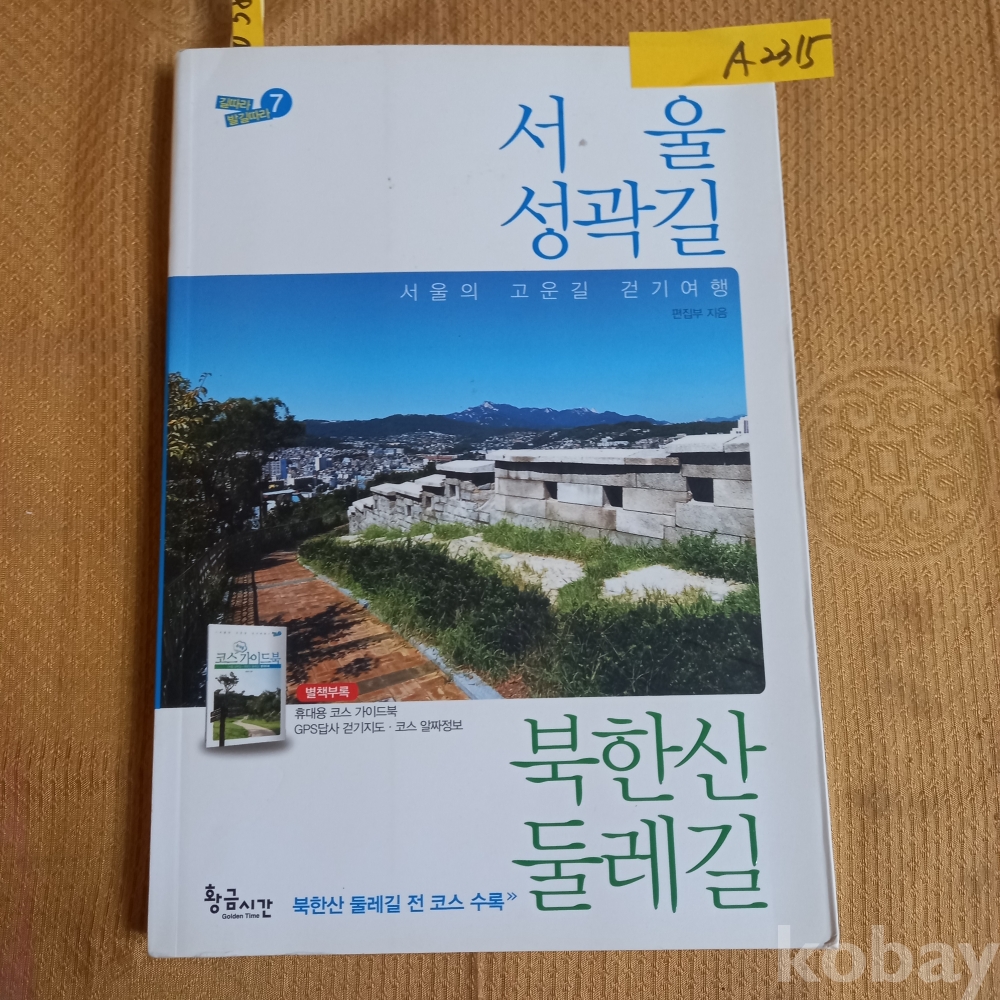 A2315
길따라
발길따라
7
서울
성곽길
서울의 고운길 걷기여행
편집부 지음
코스 가이드북
별책부록
휴대용 코스 가이드북
GPS답사 걷기지도 · 코스 알짜정보
북한산
둘레길
황금시간
Golden Time
북한산 둘레길 전 코스 수록»
kobay